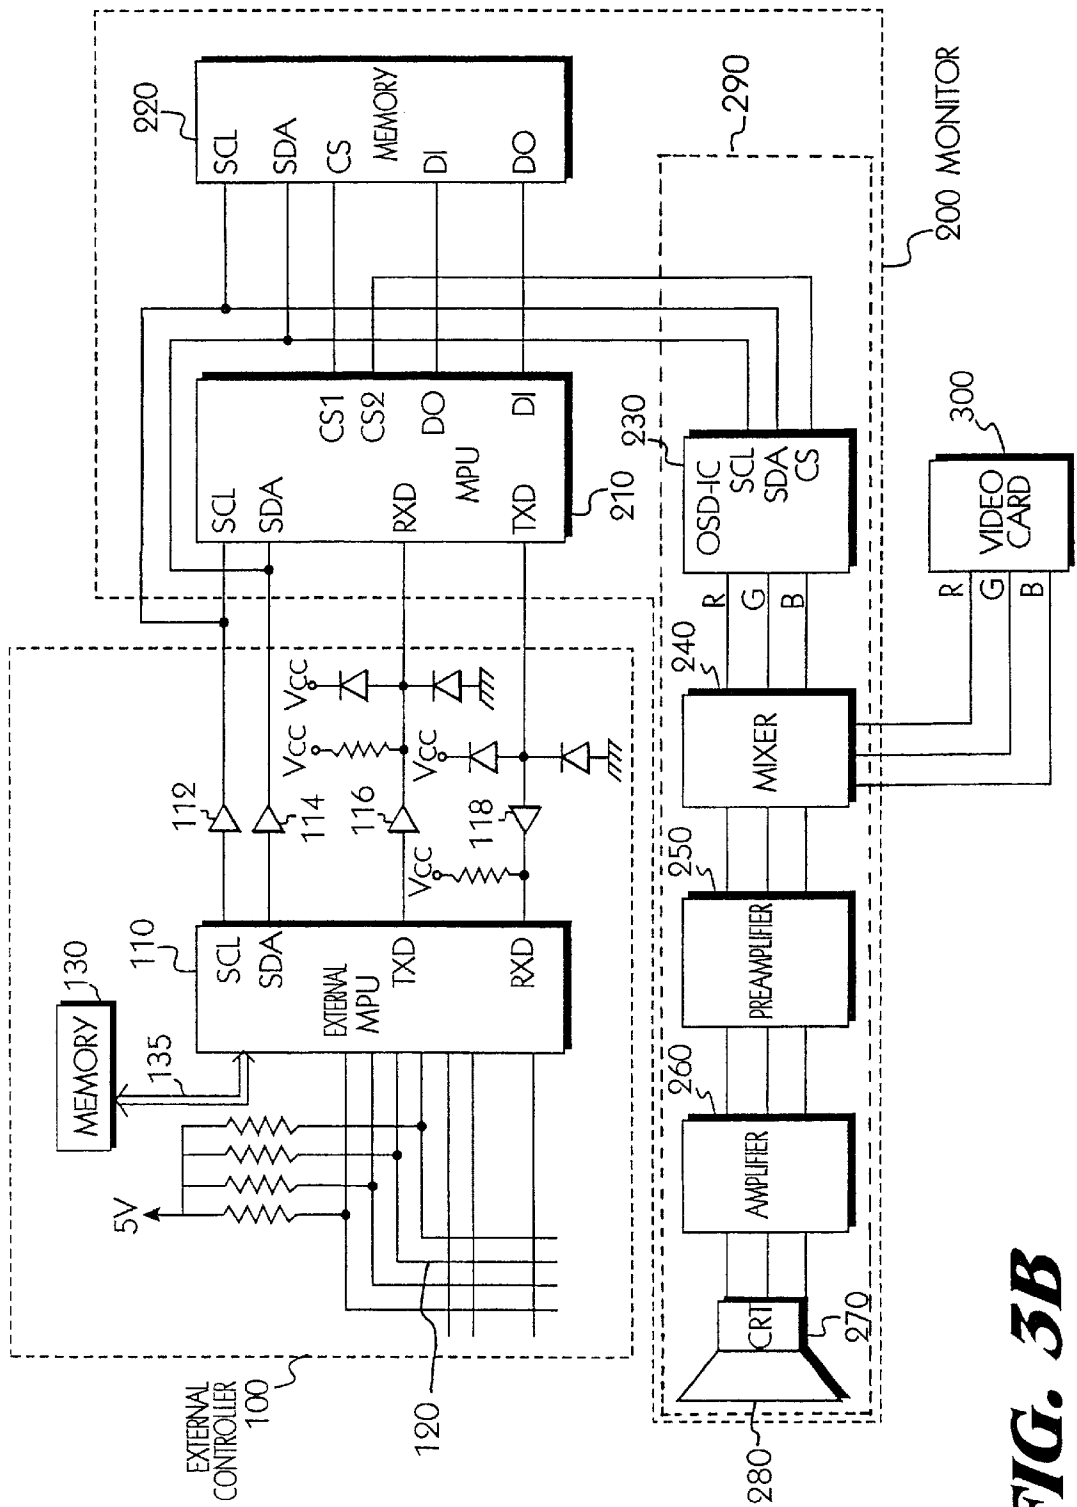 EXTERNAL
CONTROLLER
100
120
5V
MEMORY
130
135
110
SCL
SDA
EXTERNAL
MPU
TXD
RXD
112
114
116
118
VCC
VCC
VCC
VCC
SCL
SDA
RXD
MPU
TXD
CS1
CS2
DO
DI
210
220
SCL
SDA
CS
MEMORY
DI
DO
290
200 MONITOR
280
CRT
270
260
AMPLIFIER
250
PREAMPLIFIER
240
MIXER
R
G
B
230
OSD-IC
SCL
SDA
CS
R
G
B
300
VIDEO
CARD
FIG. 3B